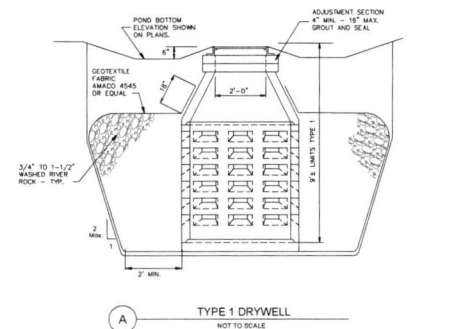 POND BOTTOM
ELEVATION SHOWN
ON PLANS.
ADJUSTMENT SECTION
4" MIN. - 16" MAX.
GROUT AND SEAL
6"
GEOTEXTILE
FABRIC
AMACO 4545
OR EQUAL
18"
2'-0"
9'± LIMITS TYPE 1
3/4" TO 1-1/2"
WASHED RIVER
ROCK - TYP.
2
Max.
1
2' MIN.
A
TYPE 1 DRYWELL
NOT TO SCALE